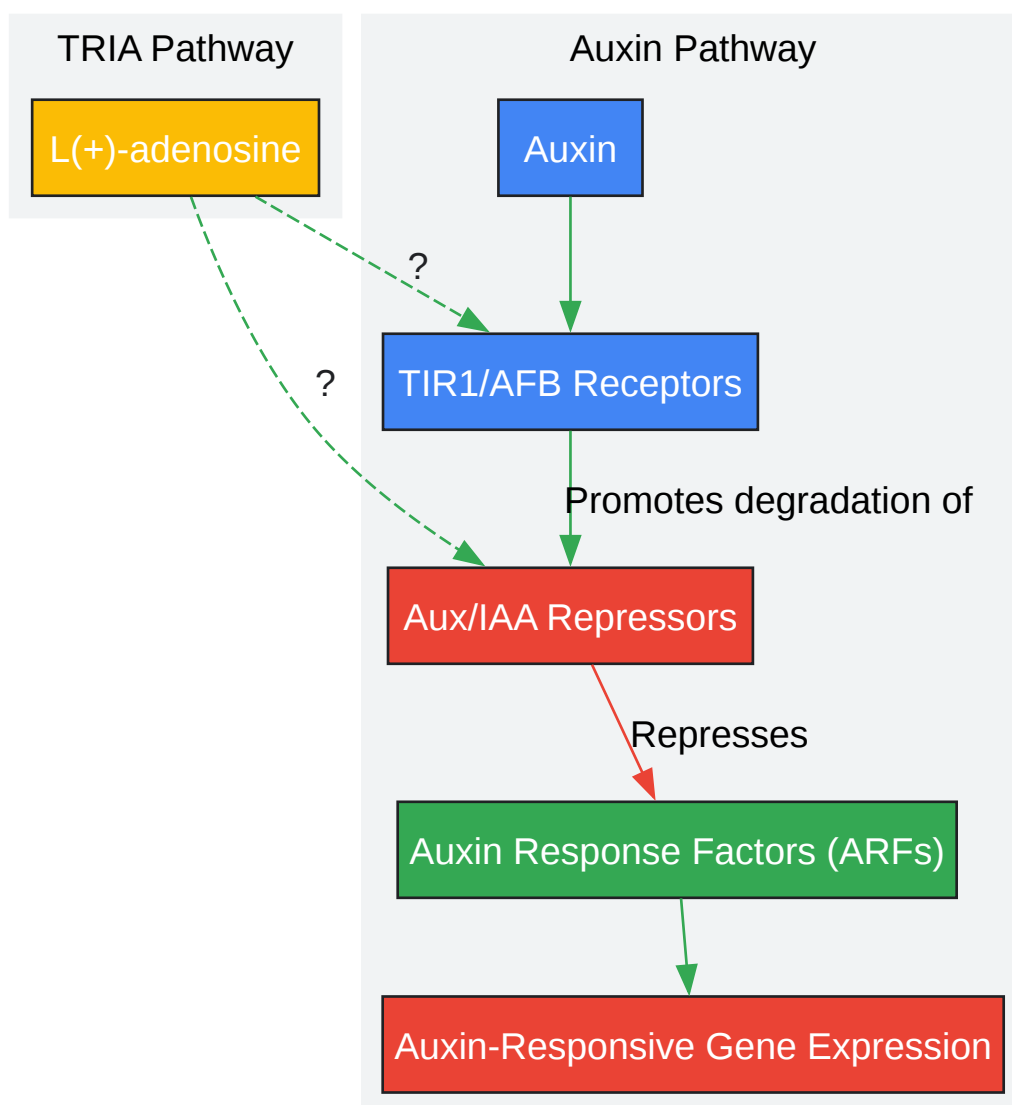 TRIA Pathway
Auxin Pathway
L(+)-adenosine
Auxin
?
TIR1/AFB Receptors
?
Promotes degradation of
Aux/IAA Repressors
Represses
Auxin Response Factors (ARFs)
Auxin-Responsive Gene Expression